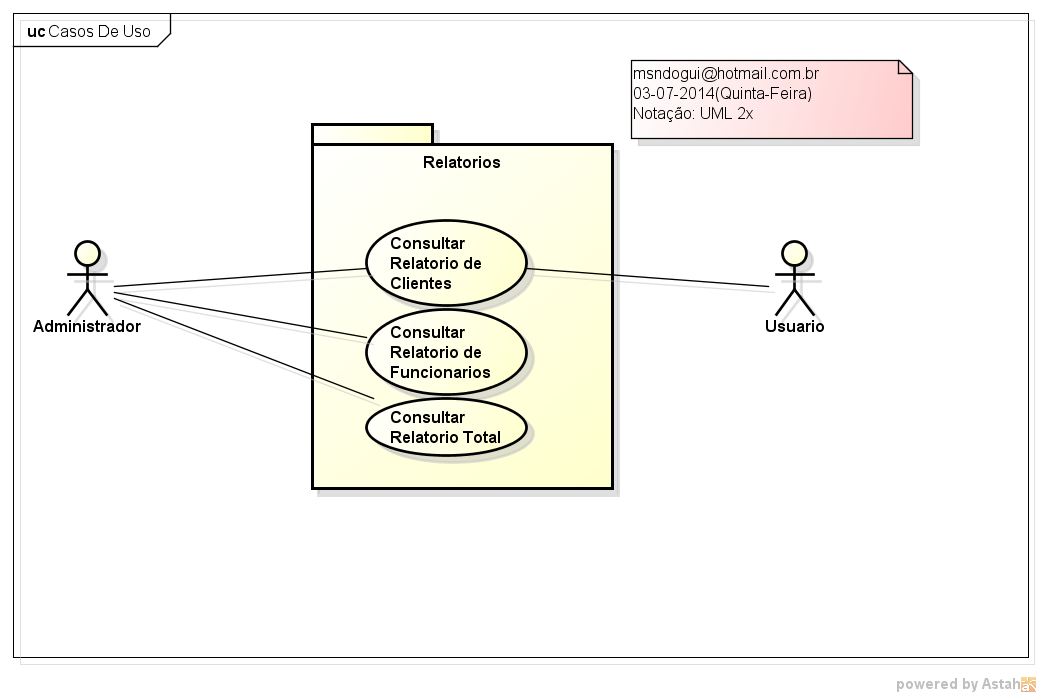 uc Casos De Uso
msndogui@hotmail.com.br
03-07-2014(Quinta-Feira)
Notação: UML 2x
Relatorios
Consultar
Relatorio de
Clientes
Administrador
Usuario
Consultar
Relatorio de
Funcionarios
Consultar
Relatorio Total
powered by Astah